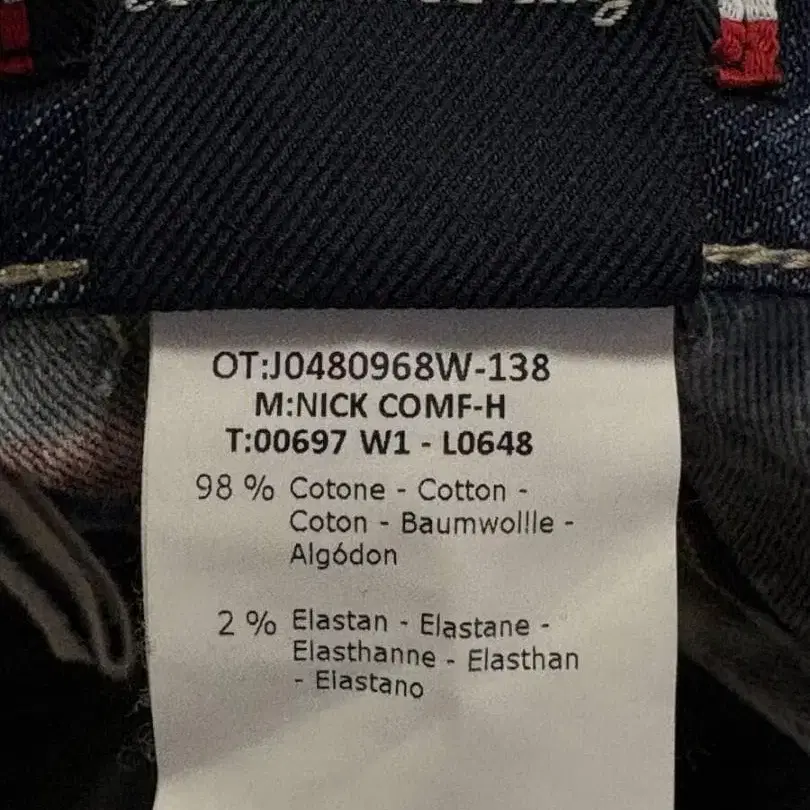 OT:J0480968W-138
M:NICK COMF-H
T:00697 W1 - L0648
98 % Cotone - Cotton -
Coton - Baumwollle -
Algódon
2 % Elastan - Elastane -
Elasthanne - Elasthan
- Elastano